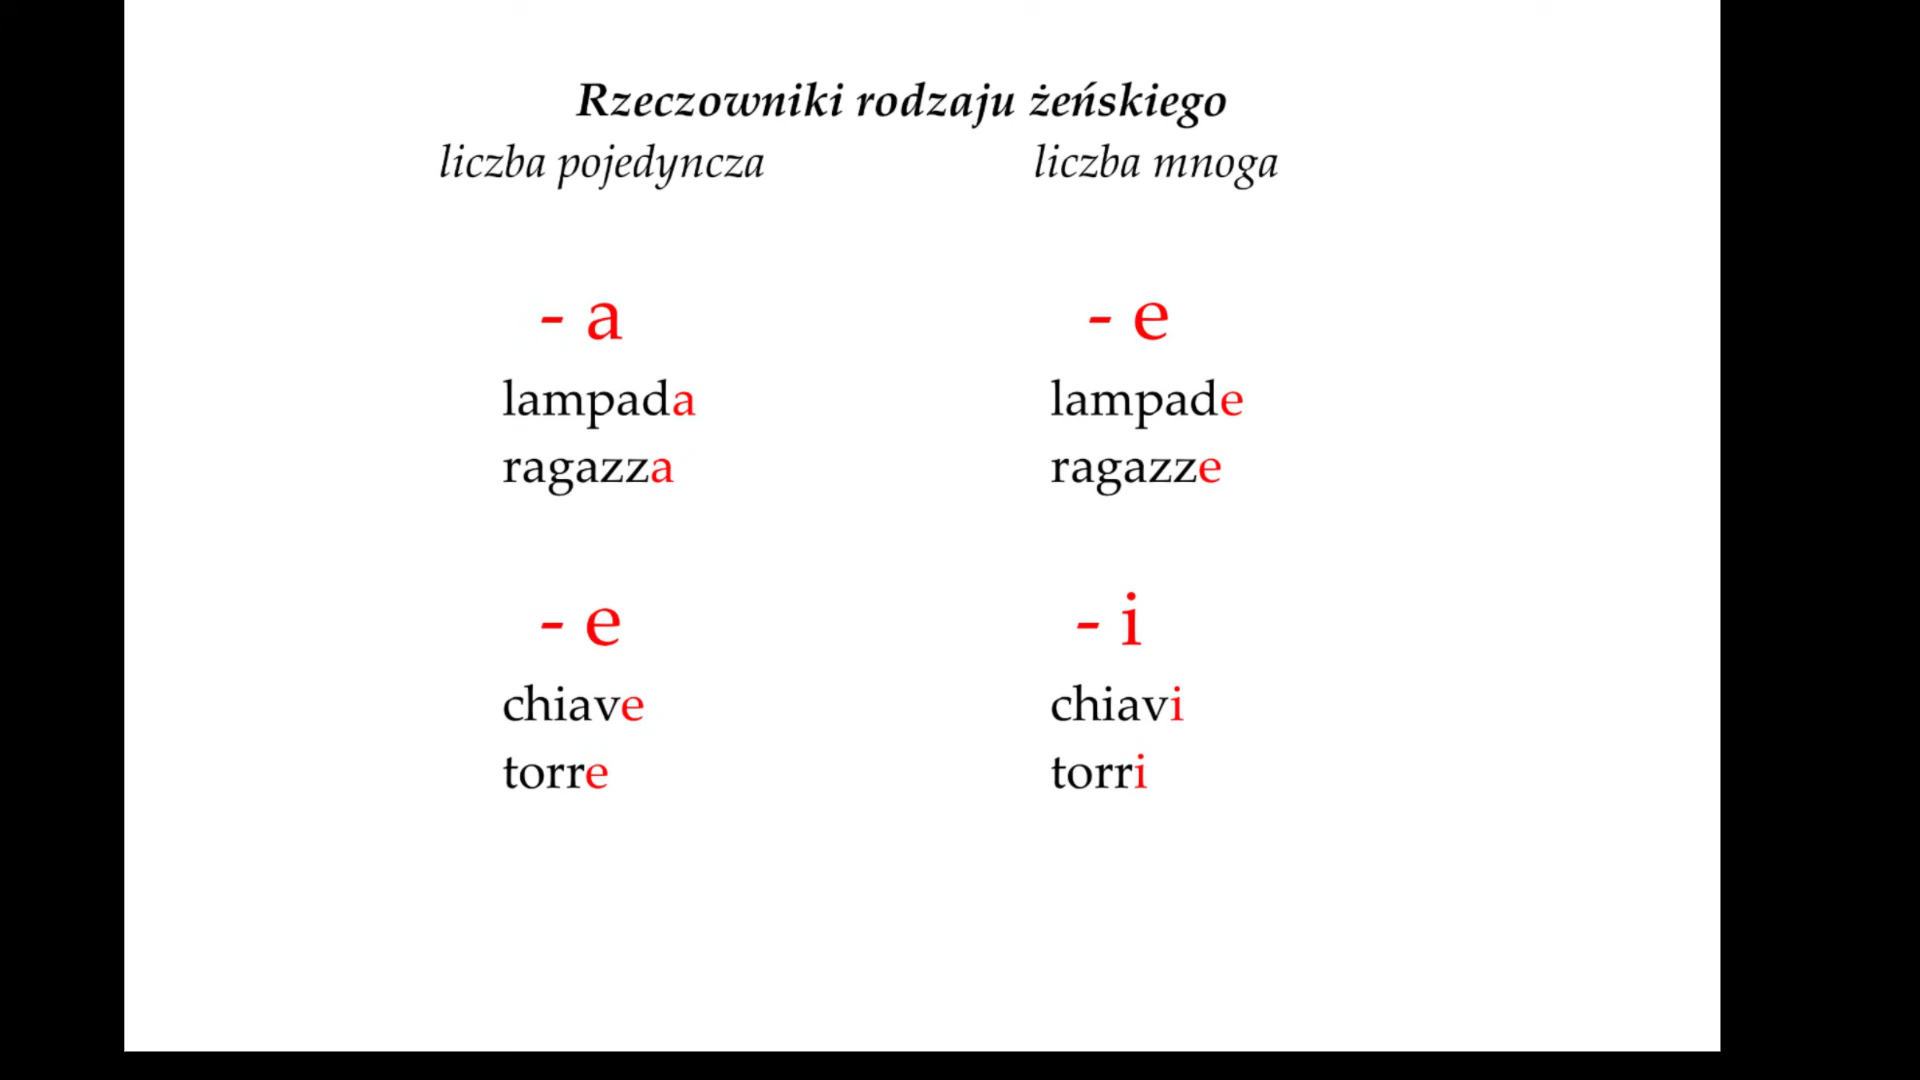 Rzeczowniki rodzaju żeńskiego
liczba pojedyncza liczba mnoga
- a - e
lampada lampade
ragazza ragazze
- e - i
chiave chiavi
torre torri